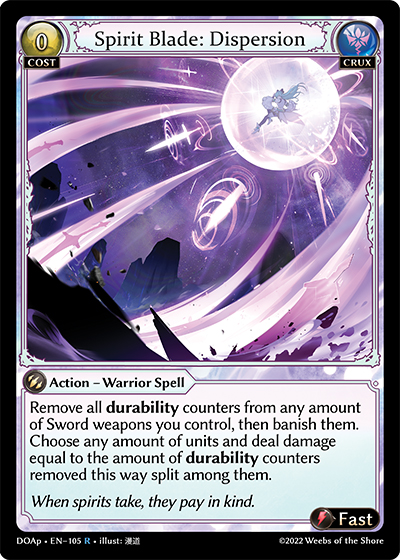 0
COST
Spirit Blade: Dispersion
CRUX
Action – Warrior Spell
Remove all durability counters from any amount
of Sword weapons you control, then banish them.
Choose any amount of units and deal damage
equal to the amount of durability counters
removed this way split among them.
When spirits take, they pay in kind.
Fast
DOAp • EN-105 R • illust: 漫道
©2022 Weebs of the Shore